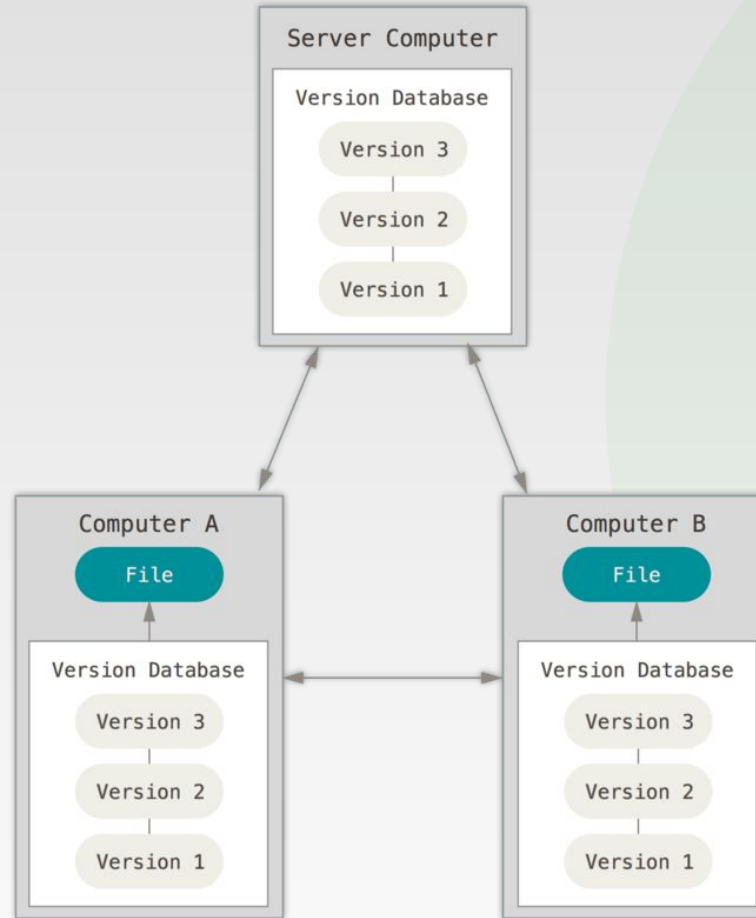 Server Computer
Version Database
Version 3
Version 2
Version 1
Computer A
File
Version Database
Version 3
Version 2
Version 1
Computer B
File
Version Database
Version 3
Version 2
Version 1